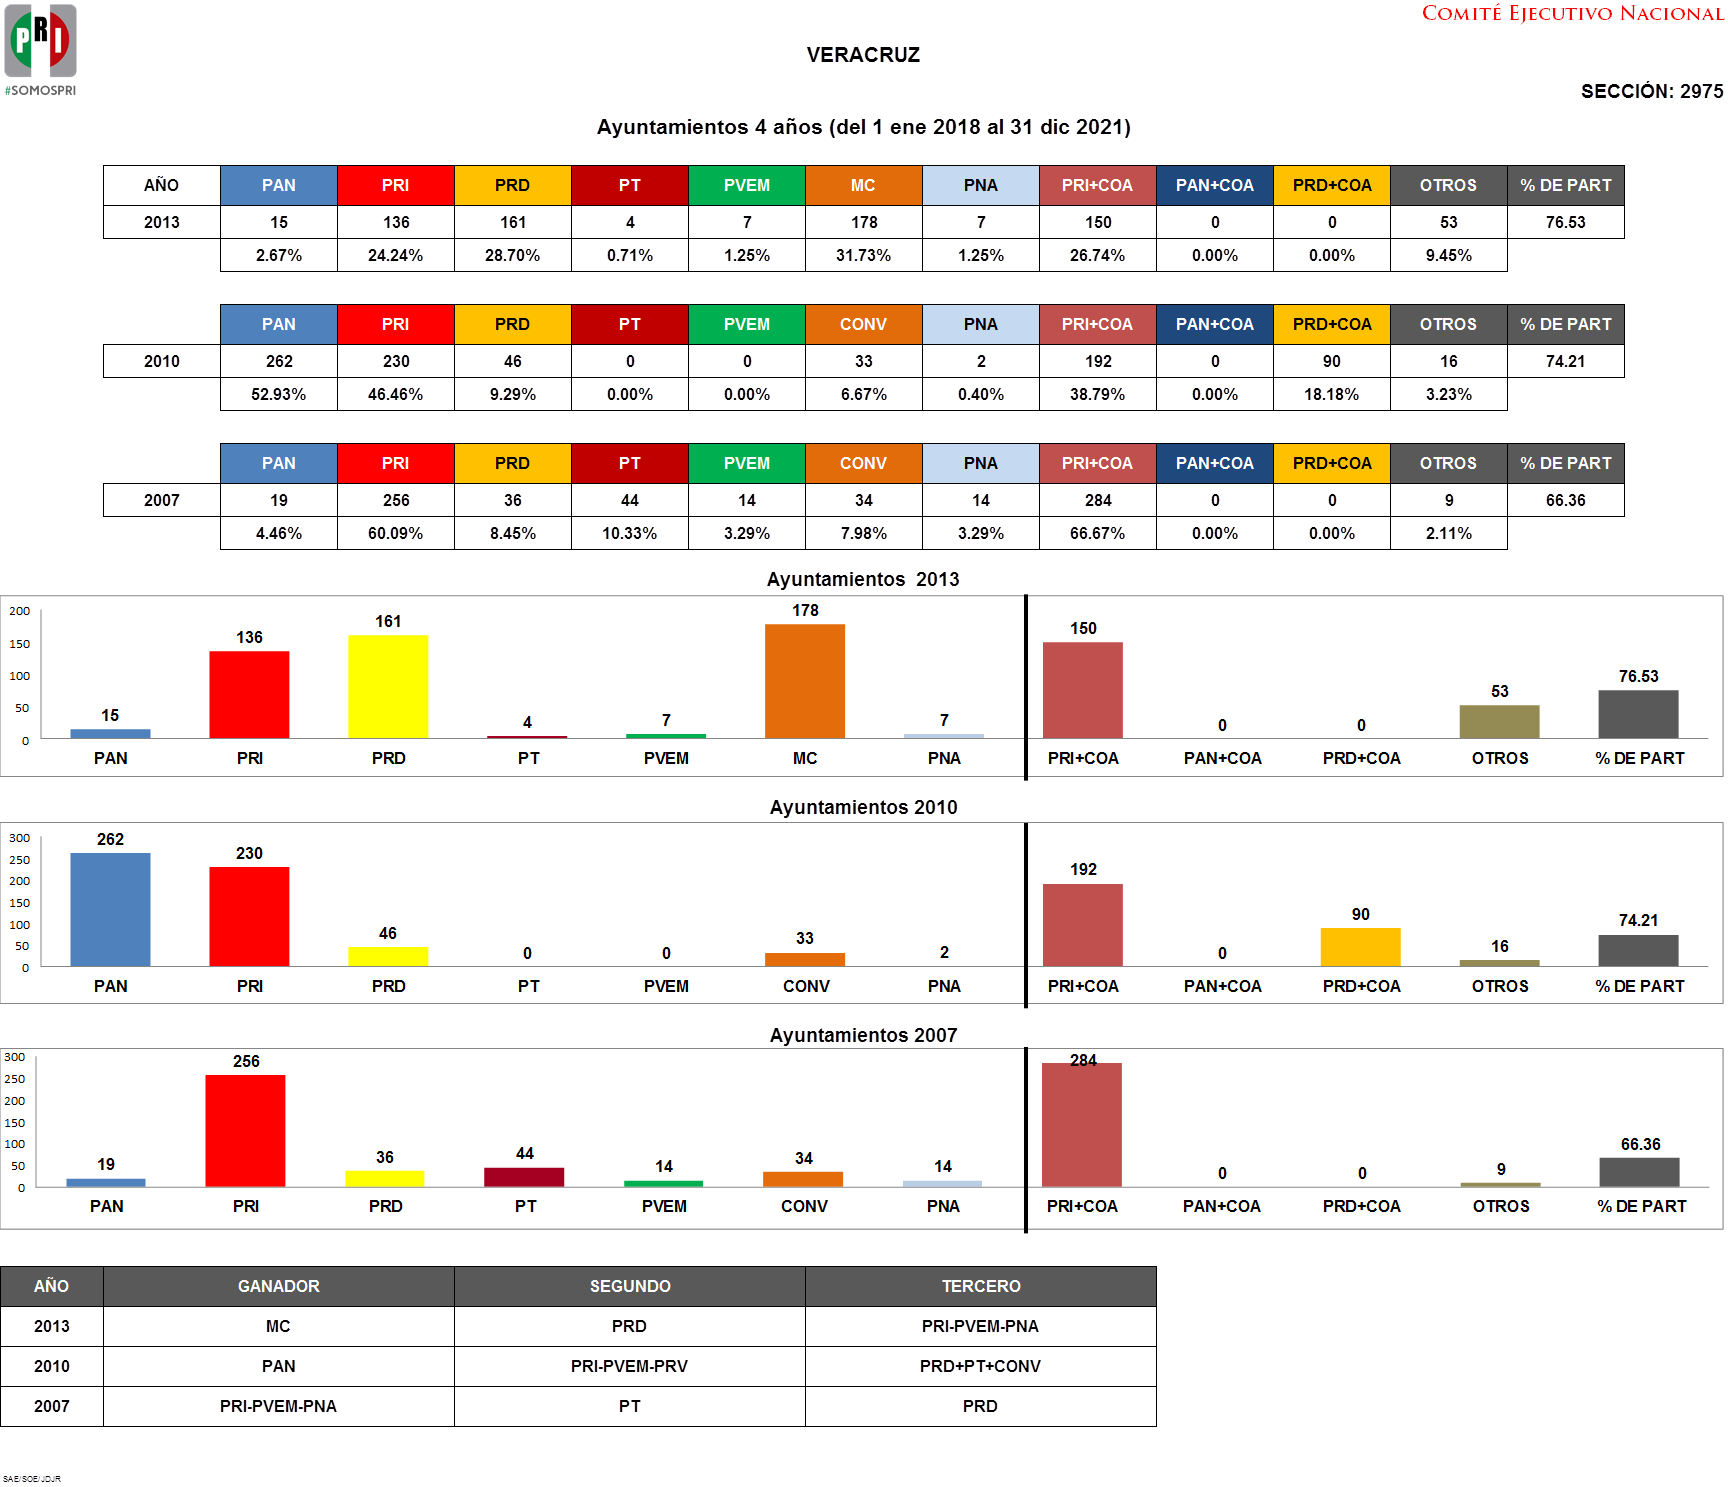 PRI
#SOMOSPRI
COMITÉ EJECUTIVO NACIONAL
VERACRUZ
SECCIÓN: 2975
Ayuntamientos 4 años (del 1 ene 2018 al 31 dic 2021)
AÑO PAN PRI PRD PT PVEM MC PNA PRI+COA PAN+COA PRD+COA OTROS % DE PART
2013 15 136 161 4 7 178 7 150 0 0 53 76.53
2.67% 24.24% 28.70% 0.71% 1.25% 31.73% 1.25% 26.74% 0.00% 0.00% 9.45%
PAN PRI PRD PT PVEM CONV PNA PRI+COA PAN+COA PRD+COA OTROS % DE PART
2010 262 230 46 0 0 33 2 192 0 90 16 74.21
52.93% 46.46% 9.29% 0.00% 0.00% 6.67% 0.40% 38.79% 0.00% 18.18% 3.23%
PAN PRI PRD PT PVEM CONV PNA PRI+COA PAN+COA PRD+COA OTROS % DE PART
2007 19 256 36 44 14 34 14 284 0 0 9 66.36
4.46% 60.09% 8.45% 10.33% 3.29% 7.98% 3.29% 66.67% 0.00% 0.00% 2.11%
Ayuntamientos 2013
200
150
100
50
0
15 136 161 4 7 178 7 150 0 0 53 76.53
PAN PRI PRD PT PVEM MC PNA PRI+COA PAN+COA PRD+COA OTROS % DE PART
Ayuntamientos 2010
300
250
200
150
100
50
0
262 230 46 0 0 33 2 192 0 90 16 74.21
PAN PRI PRD PT PVEM CONV PNA PRI+COA PAN+COA PRD+COA OTROS % DE PART
Ayuntamientos 2007
300
250
200
150
100
50
0
19 256 36 44 14 34 14 284 0 0 9 66.36
PAN PRI PRD PT PVEM CONV PNA PRI+COA PAN+COA PRD+COA OTROS % DE PART
AÑO GANADOR SEGUNDO TERCERO
2013 MC PRD PRI-PVEM-PNA
2010 PAN PRI-PVEM-PRV PRD+PT+CONV
2007 PRI-PVEM-PNA PT PRD
SAE/SOE/JDJR